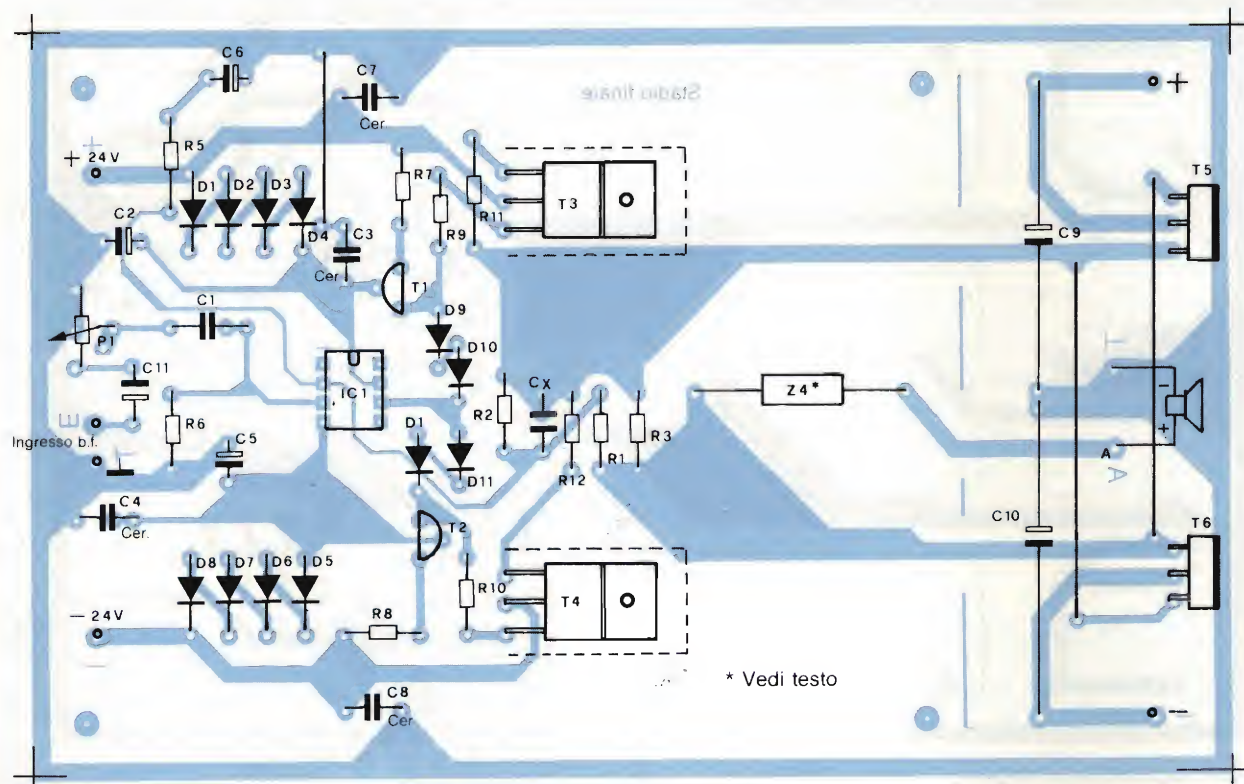 C6
C7
Cer
Stadio finale
+
R5
+
+ 24V
D1
D2
D3
R7
T5
C2
D4
C3
Cer
R9
R11
T3
C9
T1
C1
D9
P1
D10
C11
IC1
Z4*
T
−
E
R6
R2
CX
R3
+
Ingresso b.f.
T
C5
D1
R1
A
A
D11
R12
C4
Cer.
T2
C10
T6
D8
D7
D6
D5
R10
T4
− 24V
R8
−
* Vedi testo
C8
Cer
−